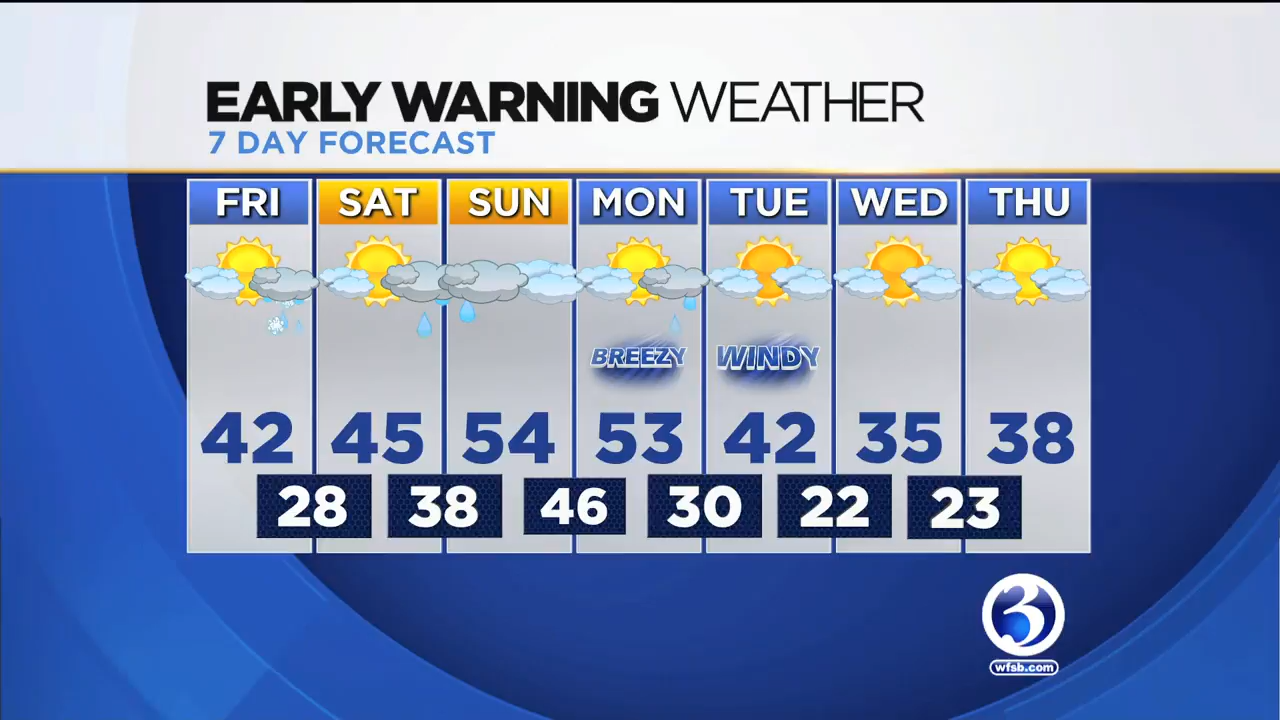 EARLY WARNING WEATHER
7 DAY FORECAST
FRI SAT SUN MON TUE WED THU
BREEZY WINDY
42 45 54 53 42 35 38
28 38 46 30 22 23
3
wfsb.com